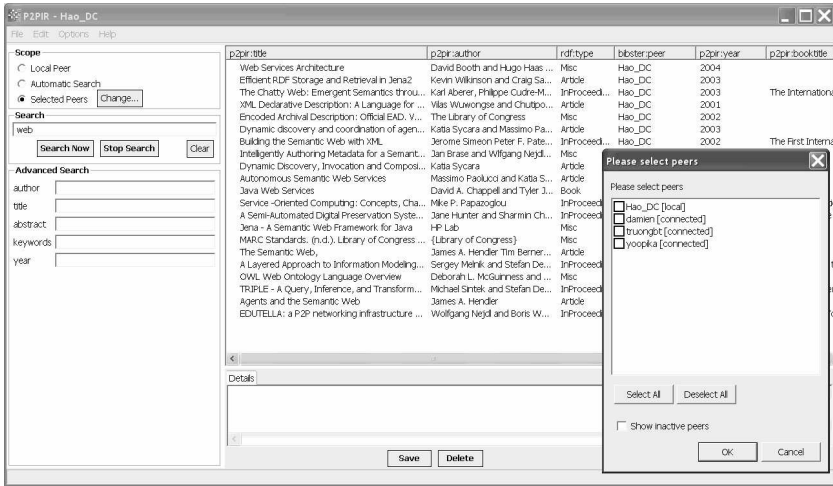 P2PIR - Hao_DC
File Edit Options Help
Scope
Local Peer
Automatic Search
Selected Peers Change...
Search
web
Search Now Stop Search Clear
Advanced Search
author
title
abstract
keywords
year
p2pir:title p2pir:author rdf:type bibster:peer p2pir:year p2pir:booktitle
Web Services Architecture David Booth and Hugo Haas ... Misc Hao_DC 2004
Efficient RDF Storage and Retrieval in Jena2 Kevin Wilkinson and Craig Sa... Article Hao_DC 2003
The Chatty Web: Emergent Semantics throu... Karl Aberer, Philippe Cudre-M... InProceedi... Hao_DC 2003 The Internationa
XML Declarative Description: A Language for ... Vilas Wuwongse and Chutipo... Article Hao_DC 2001
Encoded Archival Description: Official EAD. V... The Library of Congress Misc Hao_DC 2002
Dynamic discovery and coordination of agen... Katia Sycara and Massimo Pa... Article Hao_DC 2003
Building the Semantic Web with XML Jerome Simeon Peter F. Pate... InProceedi... Hao_DC 2002 The First Interna
Intelligently Authoring Metadata for a Semant... Jan Brase and Wlfgang Nejdl... Misc
Dynamic Discovery, Invocation and Composi... Katia Sycara Article
Autonomous Semantic Web Services Massimo Paolucci and Katia S... Article
Java Web Services David A. Chappell and Tyler J... Book
Service -Oriented Computing: Concepts, Cha... Mike P. Papazoglou InProceedi
A Semi-Automated Digital Preservation Syste... Jane Hunter and Sharmin Ch... InProceedi
Jena - A Semantic Web Framework for Java HP Lab Misc
MARC Standards. (n.d.). Library of Congress ... {Library of Congress} Misc
The Semantic Web, James A. Hendler Tim Berner... Article
A Layered Approach to Information Modeling... Sergey Melnik and Stefan De... InProceedi
OWL Web Ontology Language Overview Deborah L. McGuinness and ... Misc
TRIPLE - A Query, Inference, and Transform... Michael Sintek and Stefan De... InProceedi
Agents and the Semantic Web James A. Hendler Article
EDUTELLA: a P2P networking infrastructure ... Wolfgang Nejdl and Boris W... InProceedi
Details
Save Delete
Please select peers
Please select peers
Hao_DC [local]
damien [connected]
truongbt [connected]
yoopika [connected]
Select All Deselect All
Show inactive peers
OK Cancel